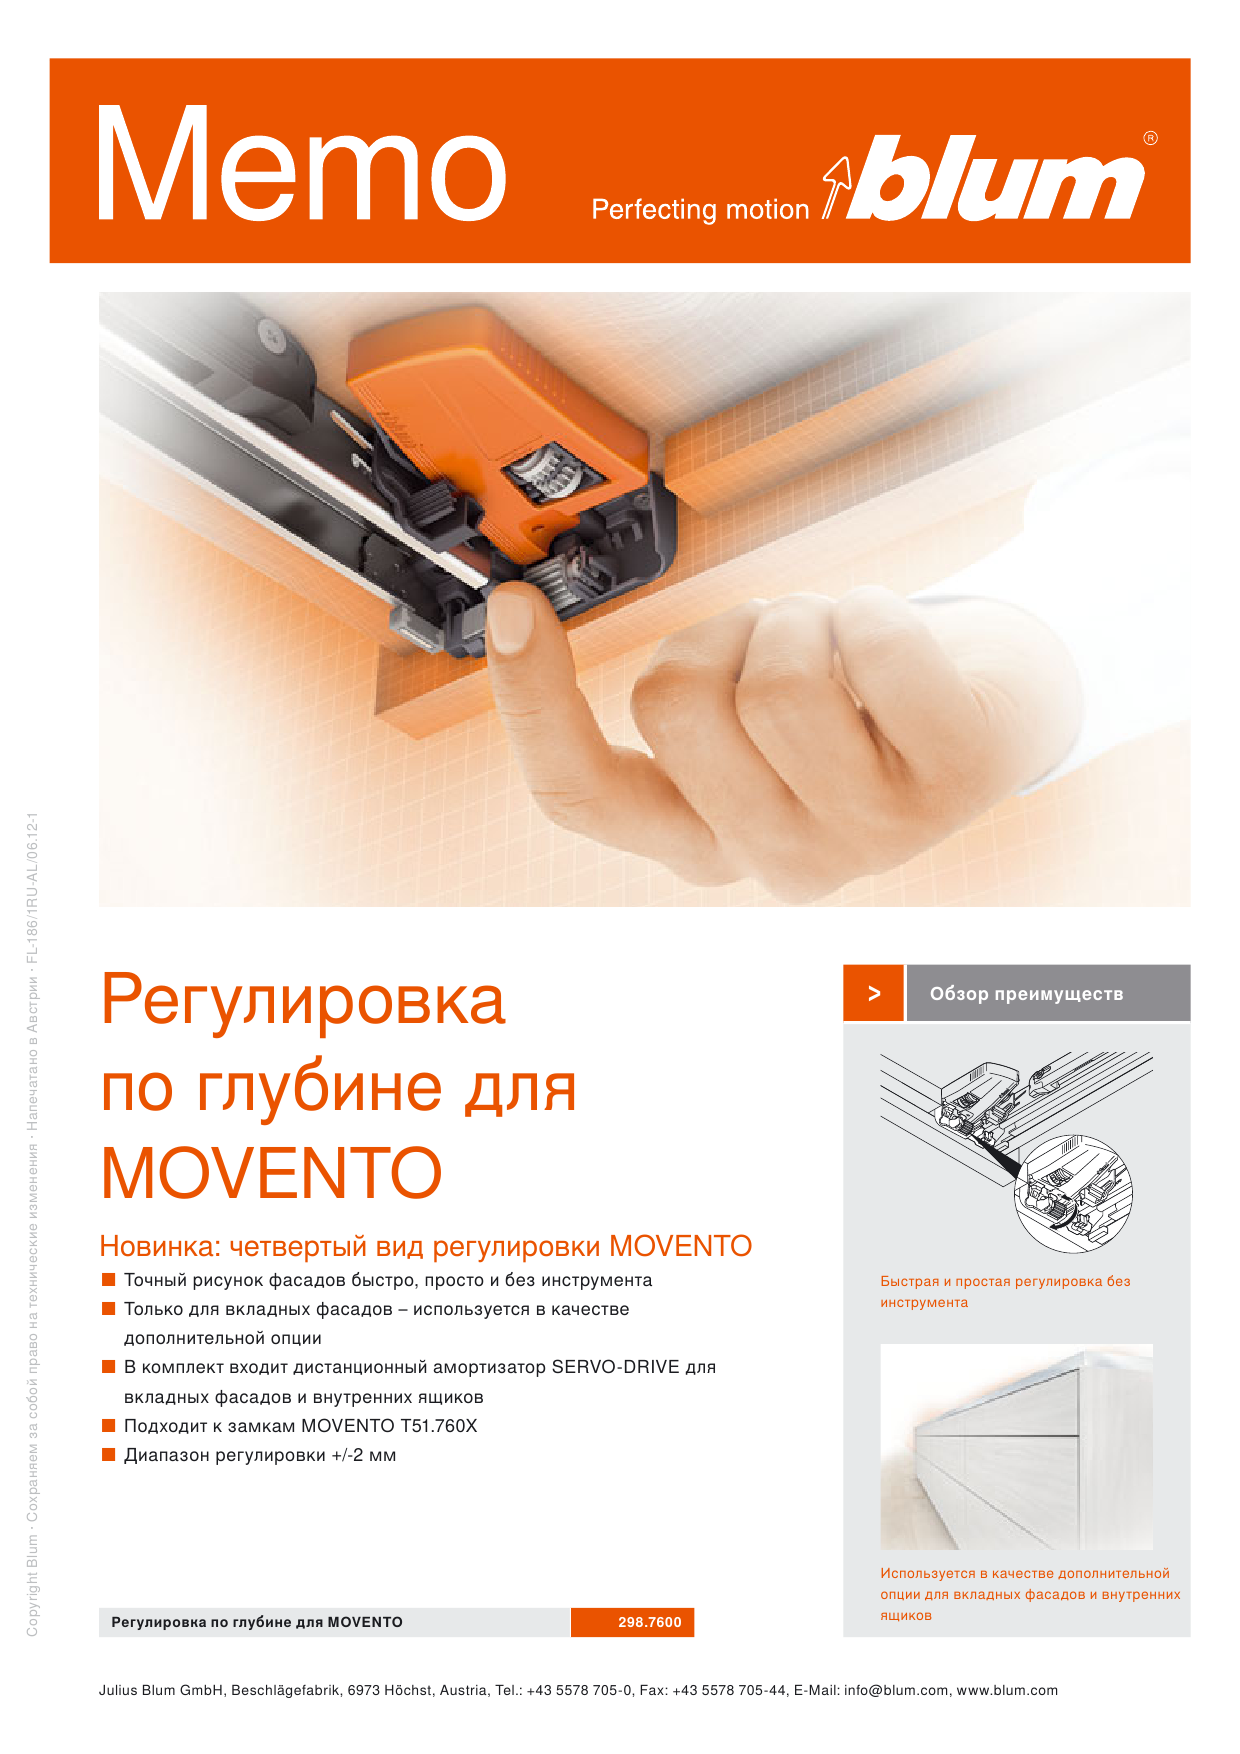 Memo
Perfecting motion
blum
®
Регулировка
по глубине для
MOVENTO
Новинка: четвертый вид регулировки MOVENTO
Точный рисунок фасадов быстро, просто и без инструмента
Только для вкладных фасадов – используется в качестве
дополнительной опции
В комплект входит дистанционный амортизатор SERVO-DRIVE для
вкладных фасадов и внутренних ящиков
Подходит к замкам MOVENTO T51.760X
Диапазон регулировки +/-2 мм
Регулировка по глубине для MOVENTO
298.7600
> Обзор преимуществ
Быстрая и простая регулировка без
инструмента
Используется в качестве дополнительной
опции для вкладных фасадов и внутренних
ящиков
Julius Blum GmbH, Beschlägefabrik, 6973 Höchst, Austria, Tel.: +43 5578 705-0, Fax: +43 5578 705-44, E-Mail: info@blum.com, www.blum.com
Copyright Blum · Сохраняем за собой право на технические изменения · Напечатано в Австрии · FL-186/1RU-AL/06.12-1